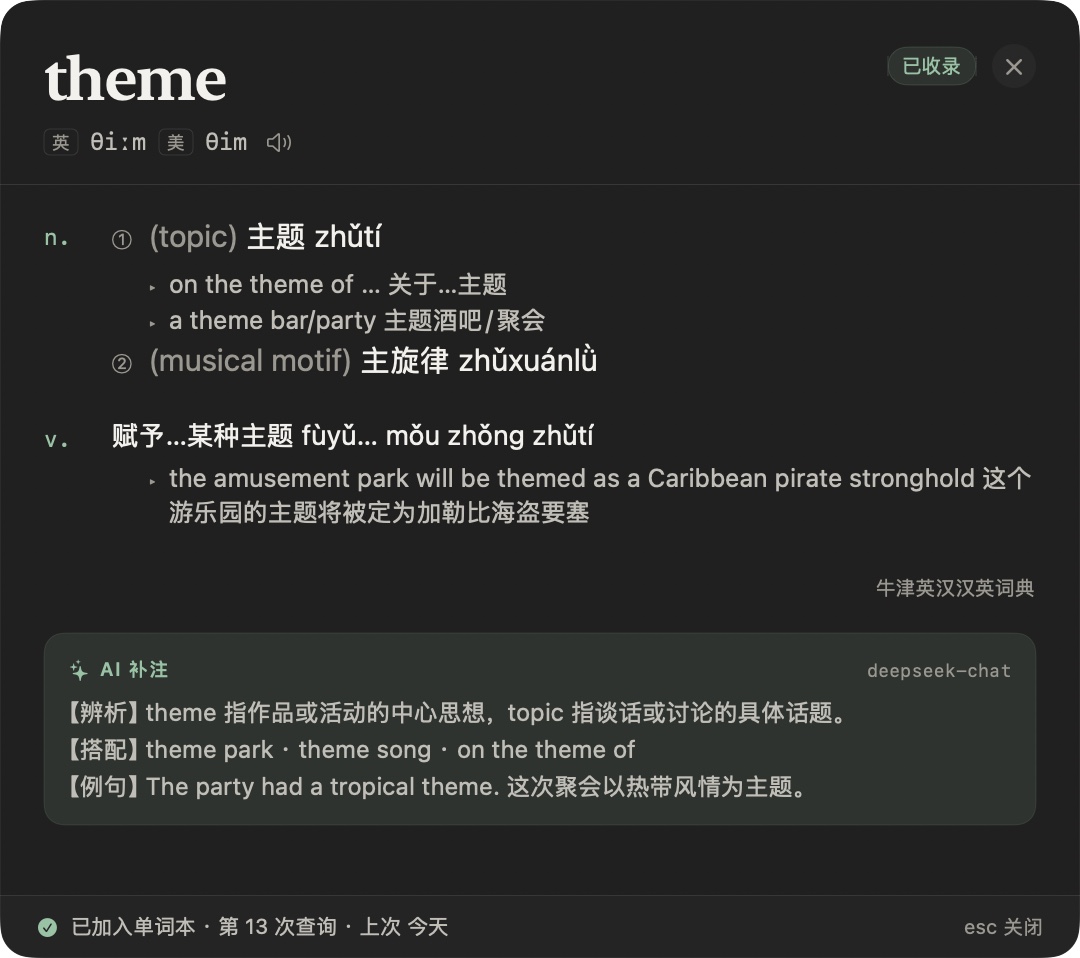 theme
已收录
英 θiːm 美 θim
n. ① (topic) 主题 zhǔtí
▸ on the theme of … 关于…主题
▸ a theme bar/party 主题酒吧/聚会
② (musical motif) 主旋律 zhǔxuánlǜ
v. 赋予…某种主题 fùyǔ… mǒu zhǒng zhǔtí
▸ the amusement park will be themed as a Caribbean pirate stronghold 这个
游乐园的主题将被定为加勒比海盗要塞
牛津英汉汉英词典
AI 补注 deepseek-chat
【辨析】theme 指作品或活动的中心思想，topic 指谈话或讨论的具体话题。
【搭配】theme park · theme song · on the theme of
【例句】The party had a tropical theme. 这次聚会以热带风情为主题。
已加入单词本 · 第 13 次查询 · 上次 今天
esc 关闭